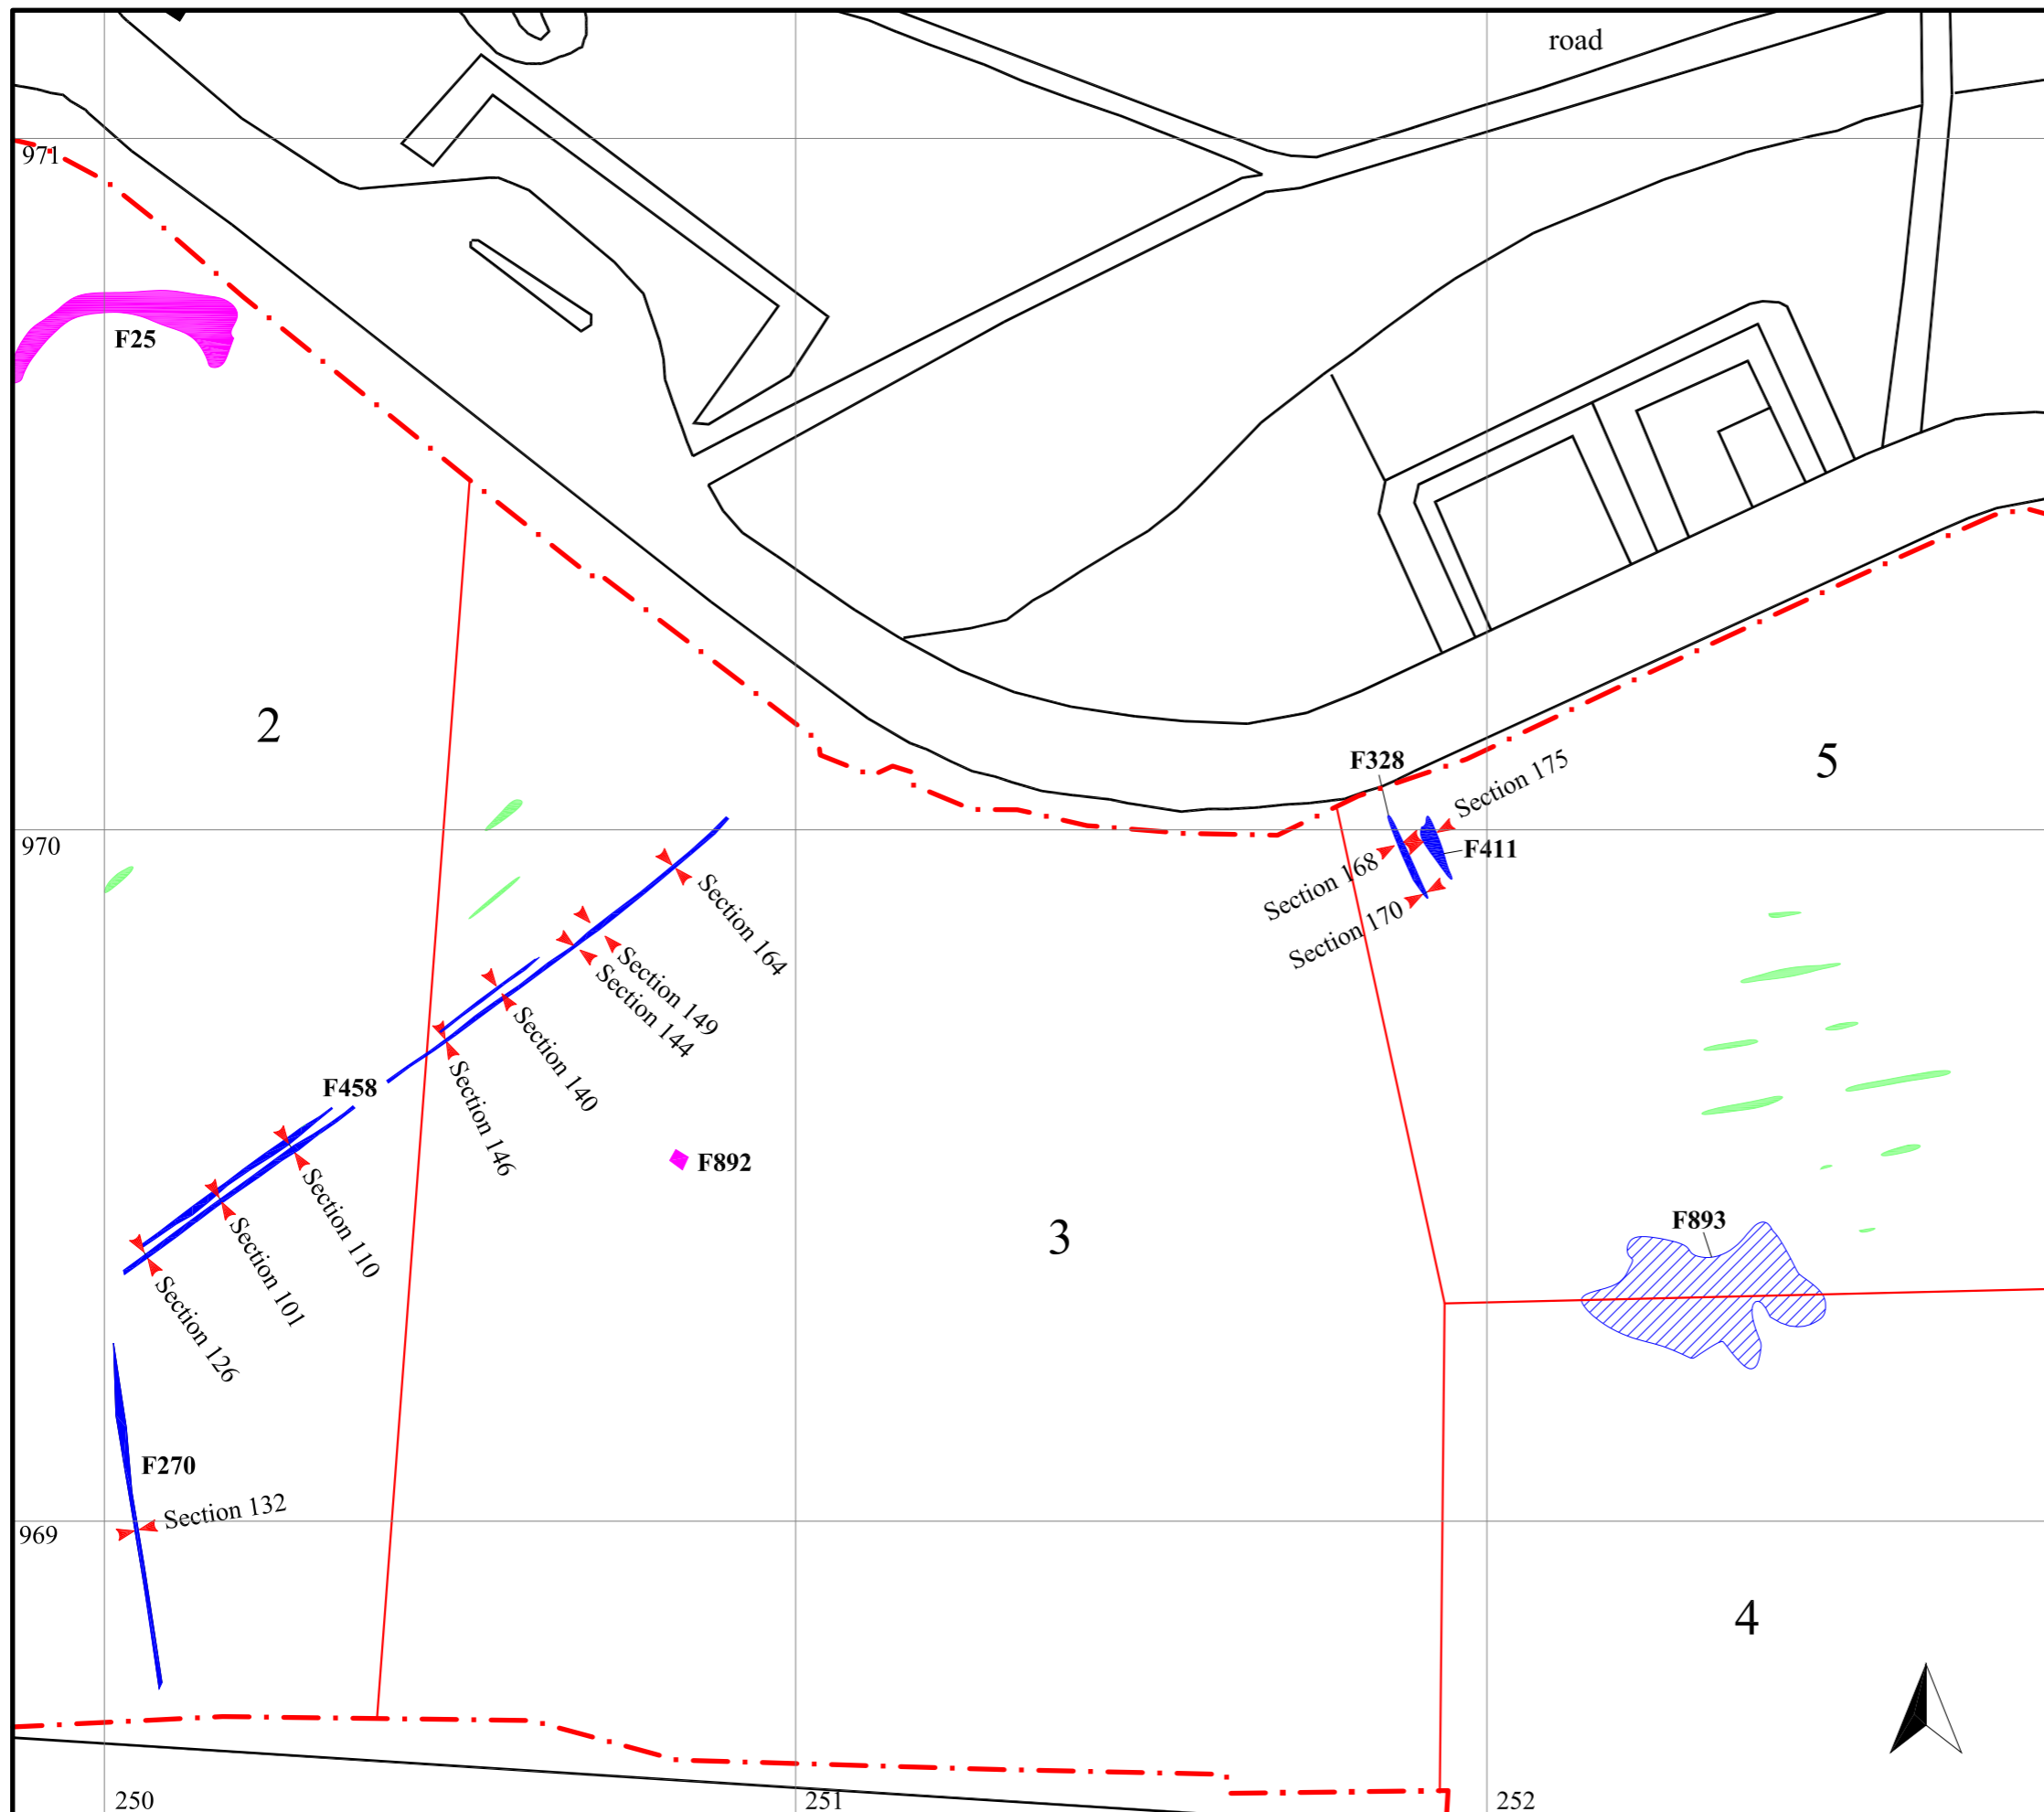 road
971
F25
2
5
F328
Section 175
970
F411
Section 168
Section 170
Section 164
Section 149
Section 144
Section 140
F458
Section 146
F892
Section 110
F893
3
Section 101
Section 126
F270
Section 132
969
4
250
251
252